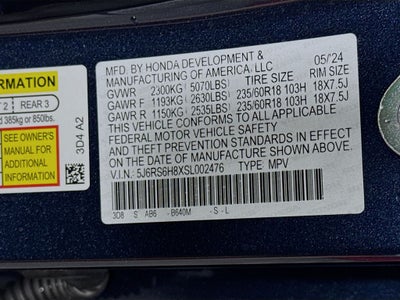 ORMATION
T 2 REAR 3
d 385kg or 850lbs.
SEE OWNER'S
MANUAL FOR
ADDITIONAL
INFORMATION
3D4 A2
MFD. BY HONDA DEVELOPMENT & 05/24
MANUFACTURING OF AMERICA, LLC
GVWR 2300KG (5070LBS) TIRE SIZE RIM SIZE
GAWR F 1193KG (2630LBS) 235/60R18 103H 18X7.5J
GAWR R 1150KG (2535LBS) 235/60R18 103H 18X7.5J
THIS VEHICLE CONFORMS TO ALL APPLICABLE
FEDERAL MOTOR VEHICLE SAFETY
AND THEFT PREVENTION STANDARDS IN EFFECT ON THE
DATE OF MANUFACTURE SHOWN ABOVE.
V.I.N.: 5J6RS6H8XSL002476 TYPE: MPV
3D8 S AB6 -B640M -S-L